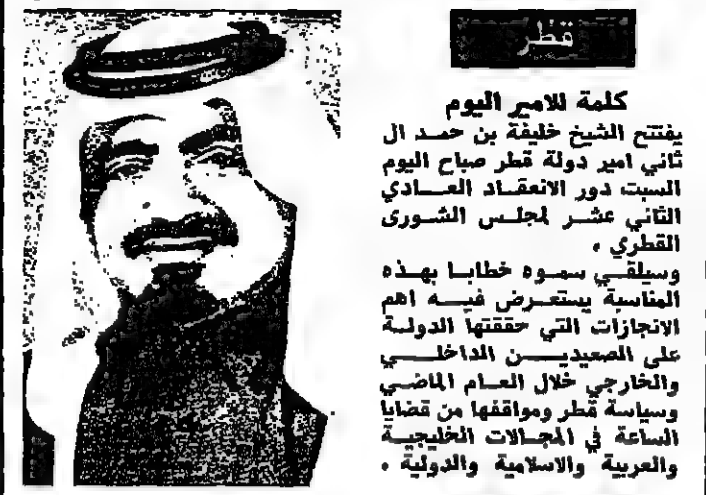 قطر
كلمة للامير اليوم
يفتتح الشيخ خليفة بن حمد ال
ثاني امير دولة قطر صباح اليوم
السبت دور الانعقاد العادي
الثاني عشر لمجلس الشورى
القطري .
وسيلقي سموه خطابا بهذه
المناسبة يستعرض فيه اهم
الانجازات التي حققتها الدولة
على الصعيدين الداخلي
والخارجي خلال العام الماضي
وسياسة قطر ومواقفها من قضايا
الساعة في المجالات الخليجية
والعربية والاسلامية والدولية .